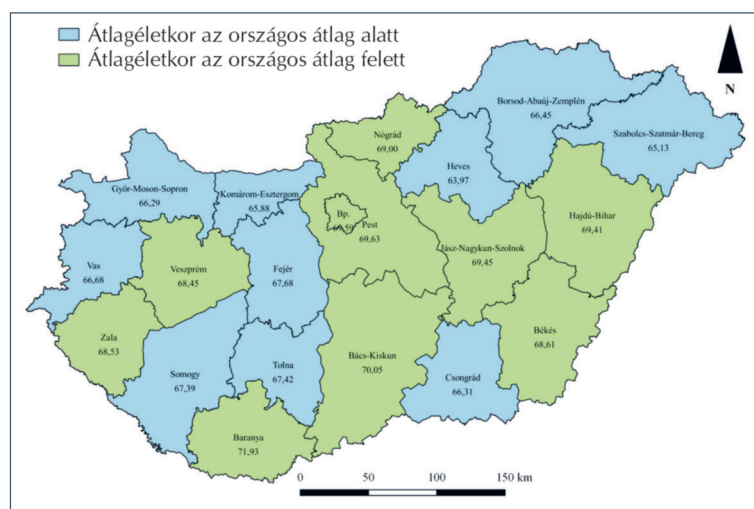 Átlagéletkor az országos átlag alatt
Átlagéletkor az országos átlag felett
N
Borsod-Abaúj-Zemplén
66,45
Szabolcs-Szatmár-Bereg
65,13
Nógrád
69,00
Heves
63,97
Győr-Moson-Sopron
66,29
Komárom-Esztergom
65,88
Bp.
69,59
Pest
69,63
Hajdú-Bihar
69,41
Jász-Nagykun-Szolnok
69,45
Vas
66,68
Veszprém
68,45
Fejér
67,68
Zala
68,53
Békés
68,61
Somogy
67,39
Tolna
67,42
Bács-Kiskun
70,05
Csongrád
66,31
Baranya
71,93
0 50 100 150 km